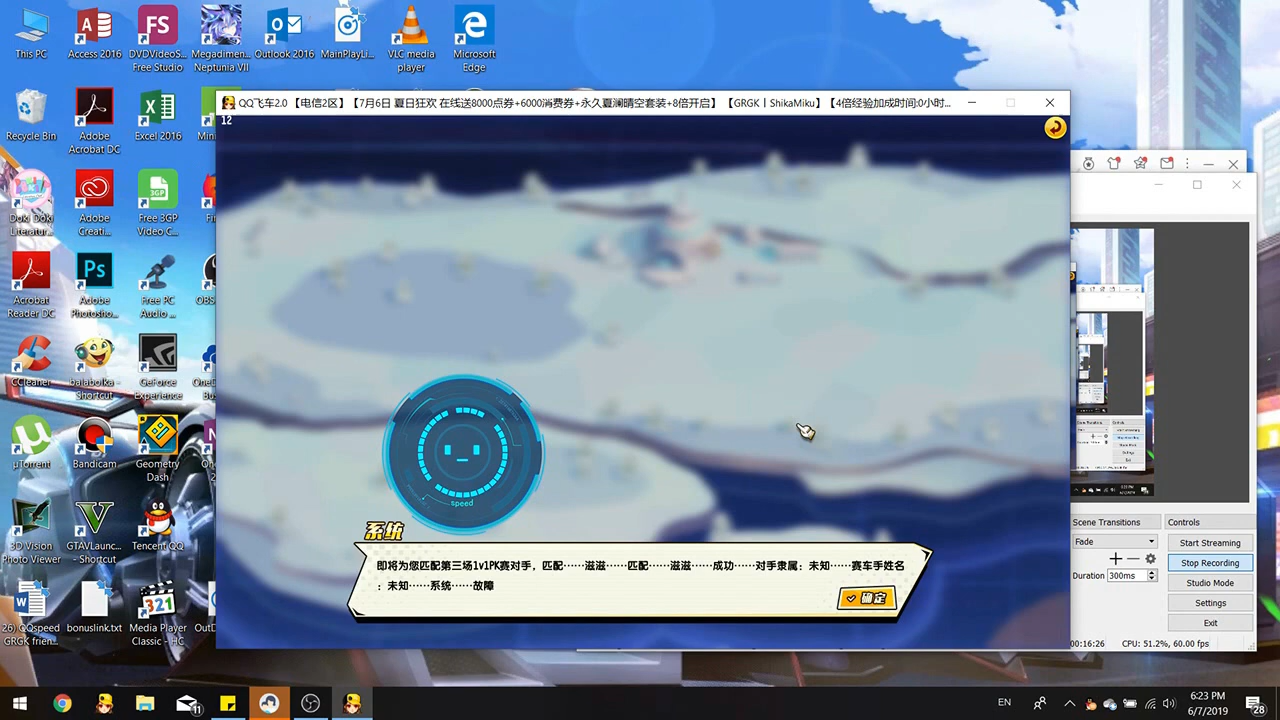 This PC
Access 2016
DVDVideoS...
Free Studio
Megadimen...
Neptunia VII
Outlook 2016
MainPlayLi...
VLC media
player
Microsoft
Edge
QQ飞车2.0 【电信2区】【7月6日 夏日狂欢 在线送8000点券+6000消费券+永久夏澜晴空套装+8倍开启】 【GRGK丨ShikaMiku】【4倍经验加成时间:0小时...
12
Recycle Bin
Adobe
Acrobat DC
Excel 2016
Mini
Doki Doki
Literatur...
Adobe
Creati...
Free 3GP
Video C...
Acrobat
Reader DC
Adobe
Photosho...
Free PC
Audio ...
OBS
CCleaner
balabolka -
Shortcut
GeForce
Experience
µTorrent
Bandicam
Geometry
Dash
speed
系统
即将为您匹配第三场1v1PK赛对手，匹配……滋滋……匹配……滋滋……成功……对手隶属：未知……赛车手姓名
：未知……系统……故障
确定
3D Vision
Photo Viewer
GTAVLaunc...
- Shortcut
Tencent QQ
26) QQspeed
GRGK frien...
bonuslink.txt
Media Player
Classic - HC
Scene Transitions
Controls
Fade
Start Streaming
Duration 300ms
Stop Recording
Studio Mode
Settings
Exit
00:16:26
CPU: 51.2%, 60.00 fps
11
EN
6:23 PM
6/7/2019
28